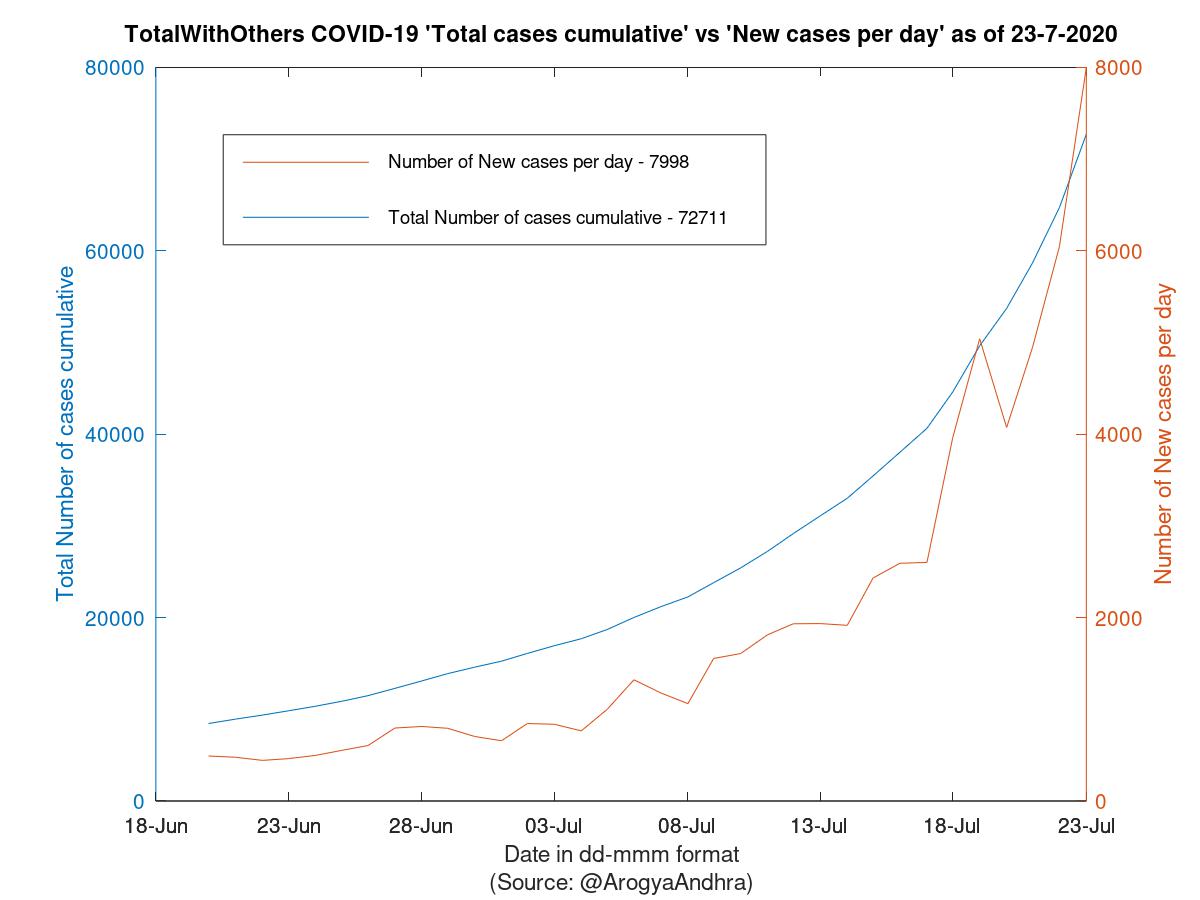 TotalWithOthers COVID-19 'Total cases cumulative' vs 'New cases per day' as of 23-7-2020
80000
60000
40000
20000
0
Total Number of cases cumulative
Number of New cases per day - 7998
Total Number of cases cumulative - 72711
8000
6000
4000
2000
0
Number of New cases per day
18-Jun 23-Jun 28-Jun 03-Jul 08-Jul 13-Jul 18-Jul 23-Jul
Date in dd-mmm format
(Source: @ArogyaAndhra)